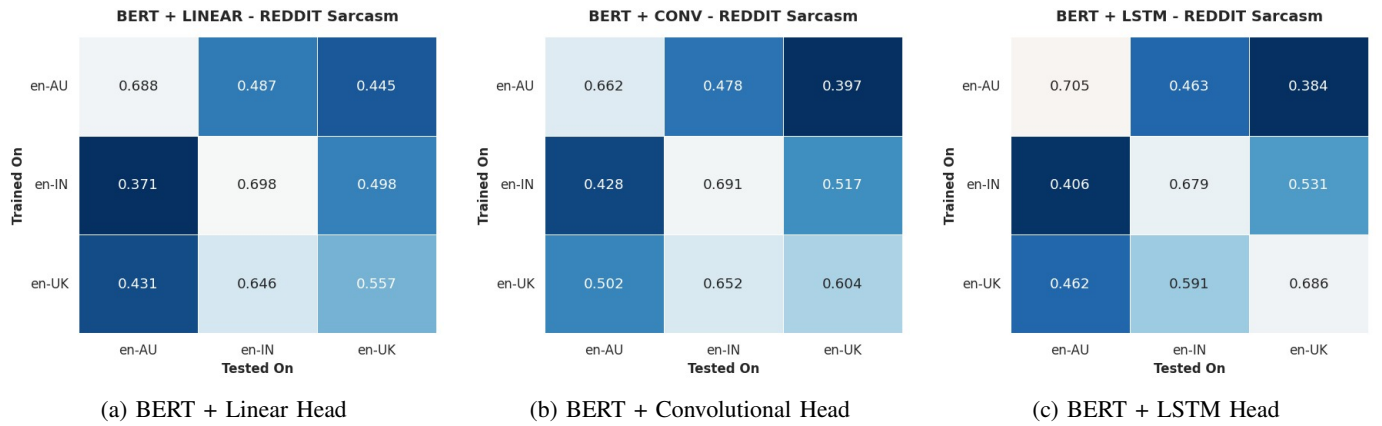 BERT + LINEAR - REDDIT Sarcasm
Trained On
en-AU 0.688 0.487 0.445
en-IN 0.371 0.698 0.498
en-UK 0.431 0.646 0.557
en-AU en-IN en-UK
Tested On
(a) BERT + Linear Head
BERT + CONV - REDDIT Sarcasm
Trained On
en-AU 0.662 0.478 0.397
en-IN 0.428 0.691 0.517
en-UK 0.502 0.652 0.604
en-AU en-IN en-UK
Tested On
(b) BERT + Convolutional Head
BERT + LSTM - REDDIT Sarcasm
Trained On
en-AU 0.705 0.463 0.384
en-IN 0.406 0.679 0.531
en-UK 0.462 0.591 0.686
en-AU en-IN en-UK
Tested On
(c) BERT + LSTM Head